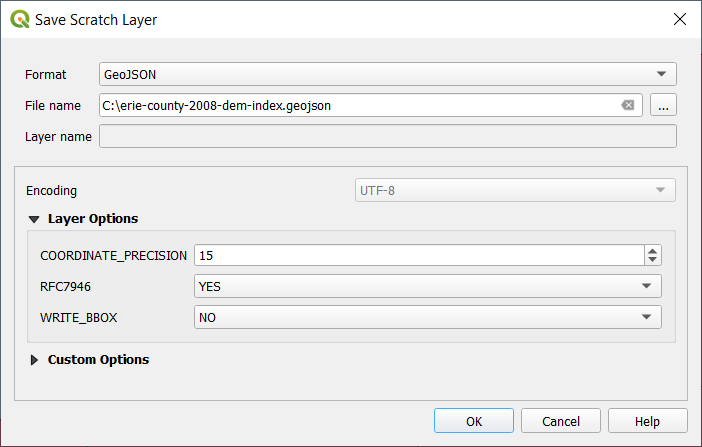 Save Scratch Layer
Format GeoJSON
File name C:\erie-county-2008-dem-index.geojson ...
Layer name
Encoding UTF-8
Layer Options
COORDINATE_PRECISION 15
RFC7946 YES
WRITE_BBOX NO
Custom Options
OK Cancel Help